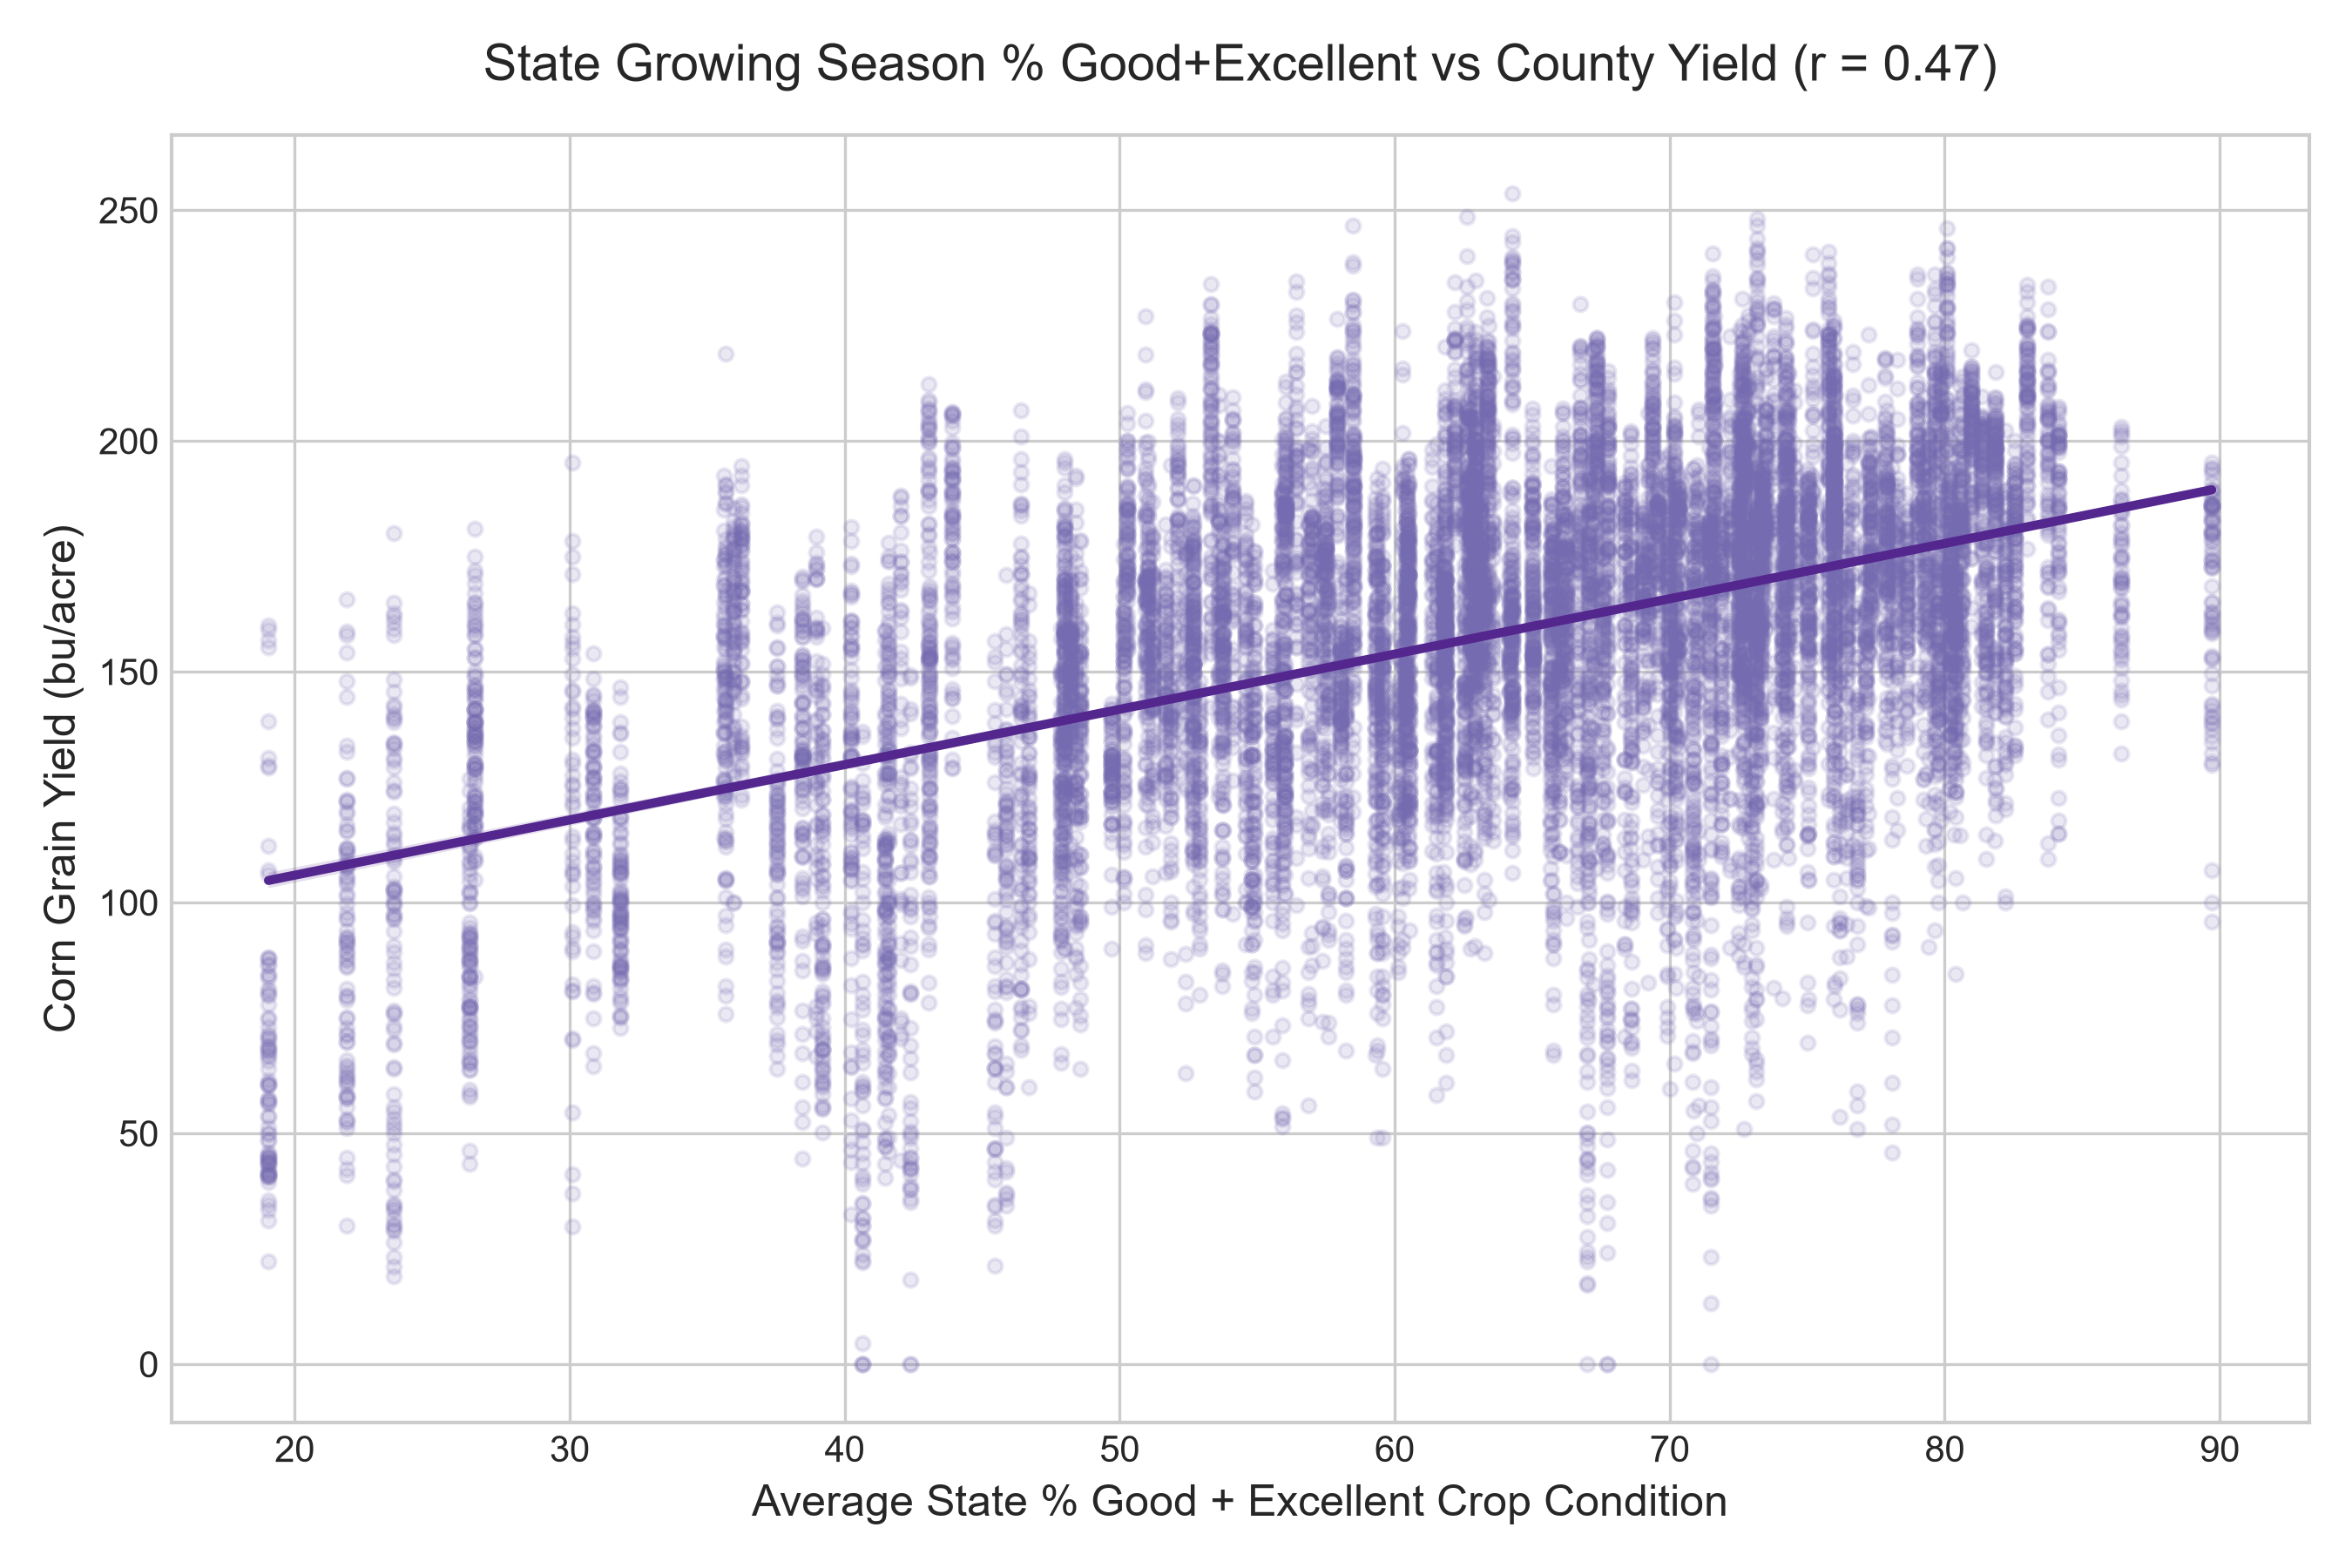 State Growing Season % Good+Excellent vs County Yield (r = 0.47)
Corn Grain Yield (bu/acre)
250
200
150
100
50
0
20 30 40 50 60 70 80 90
Average State % Good + Excellent Crop Condition